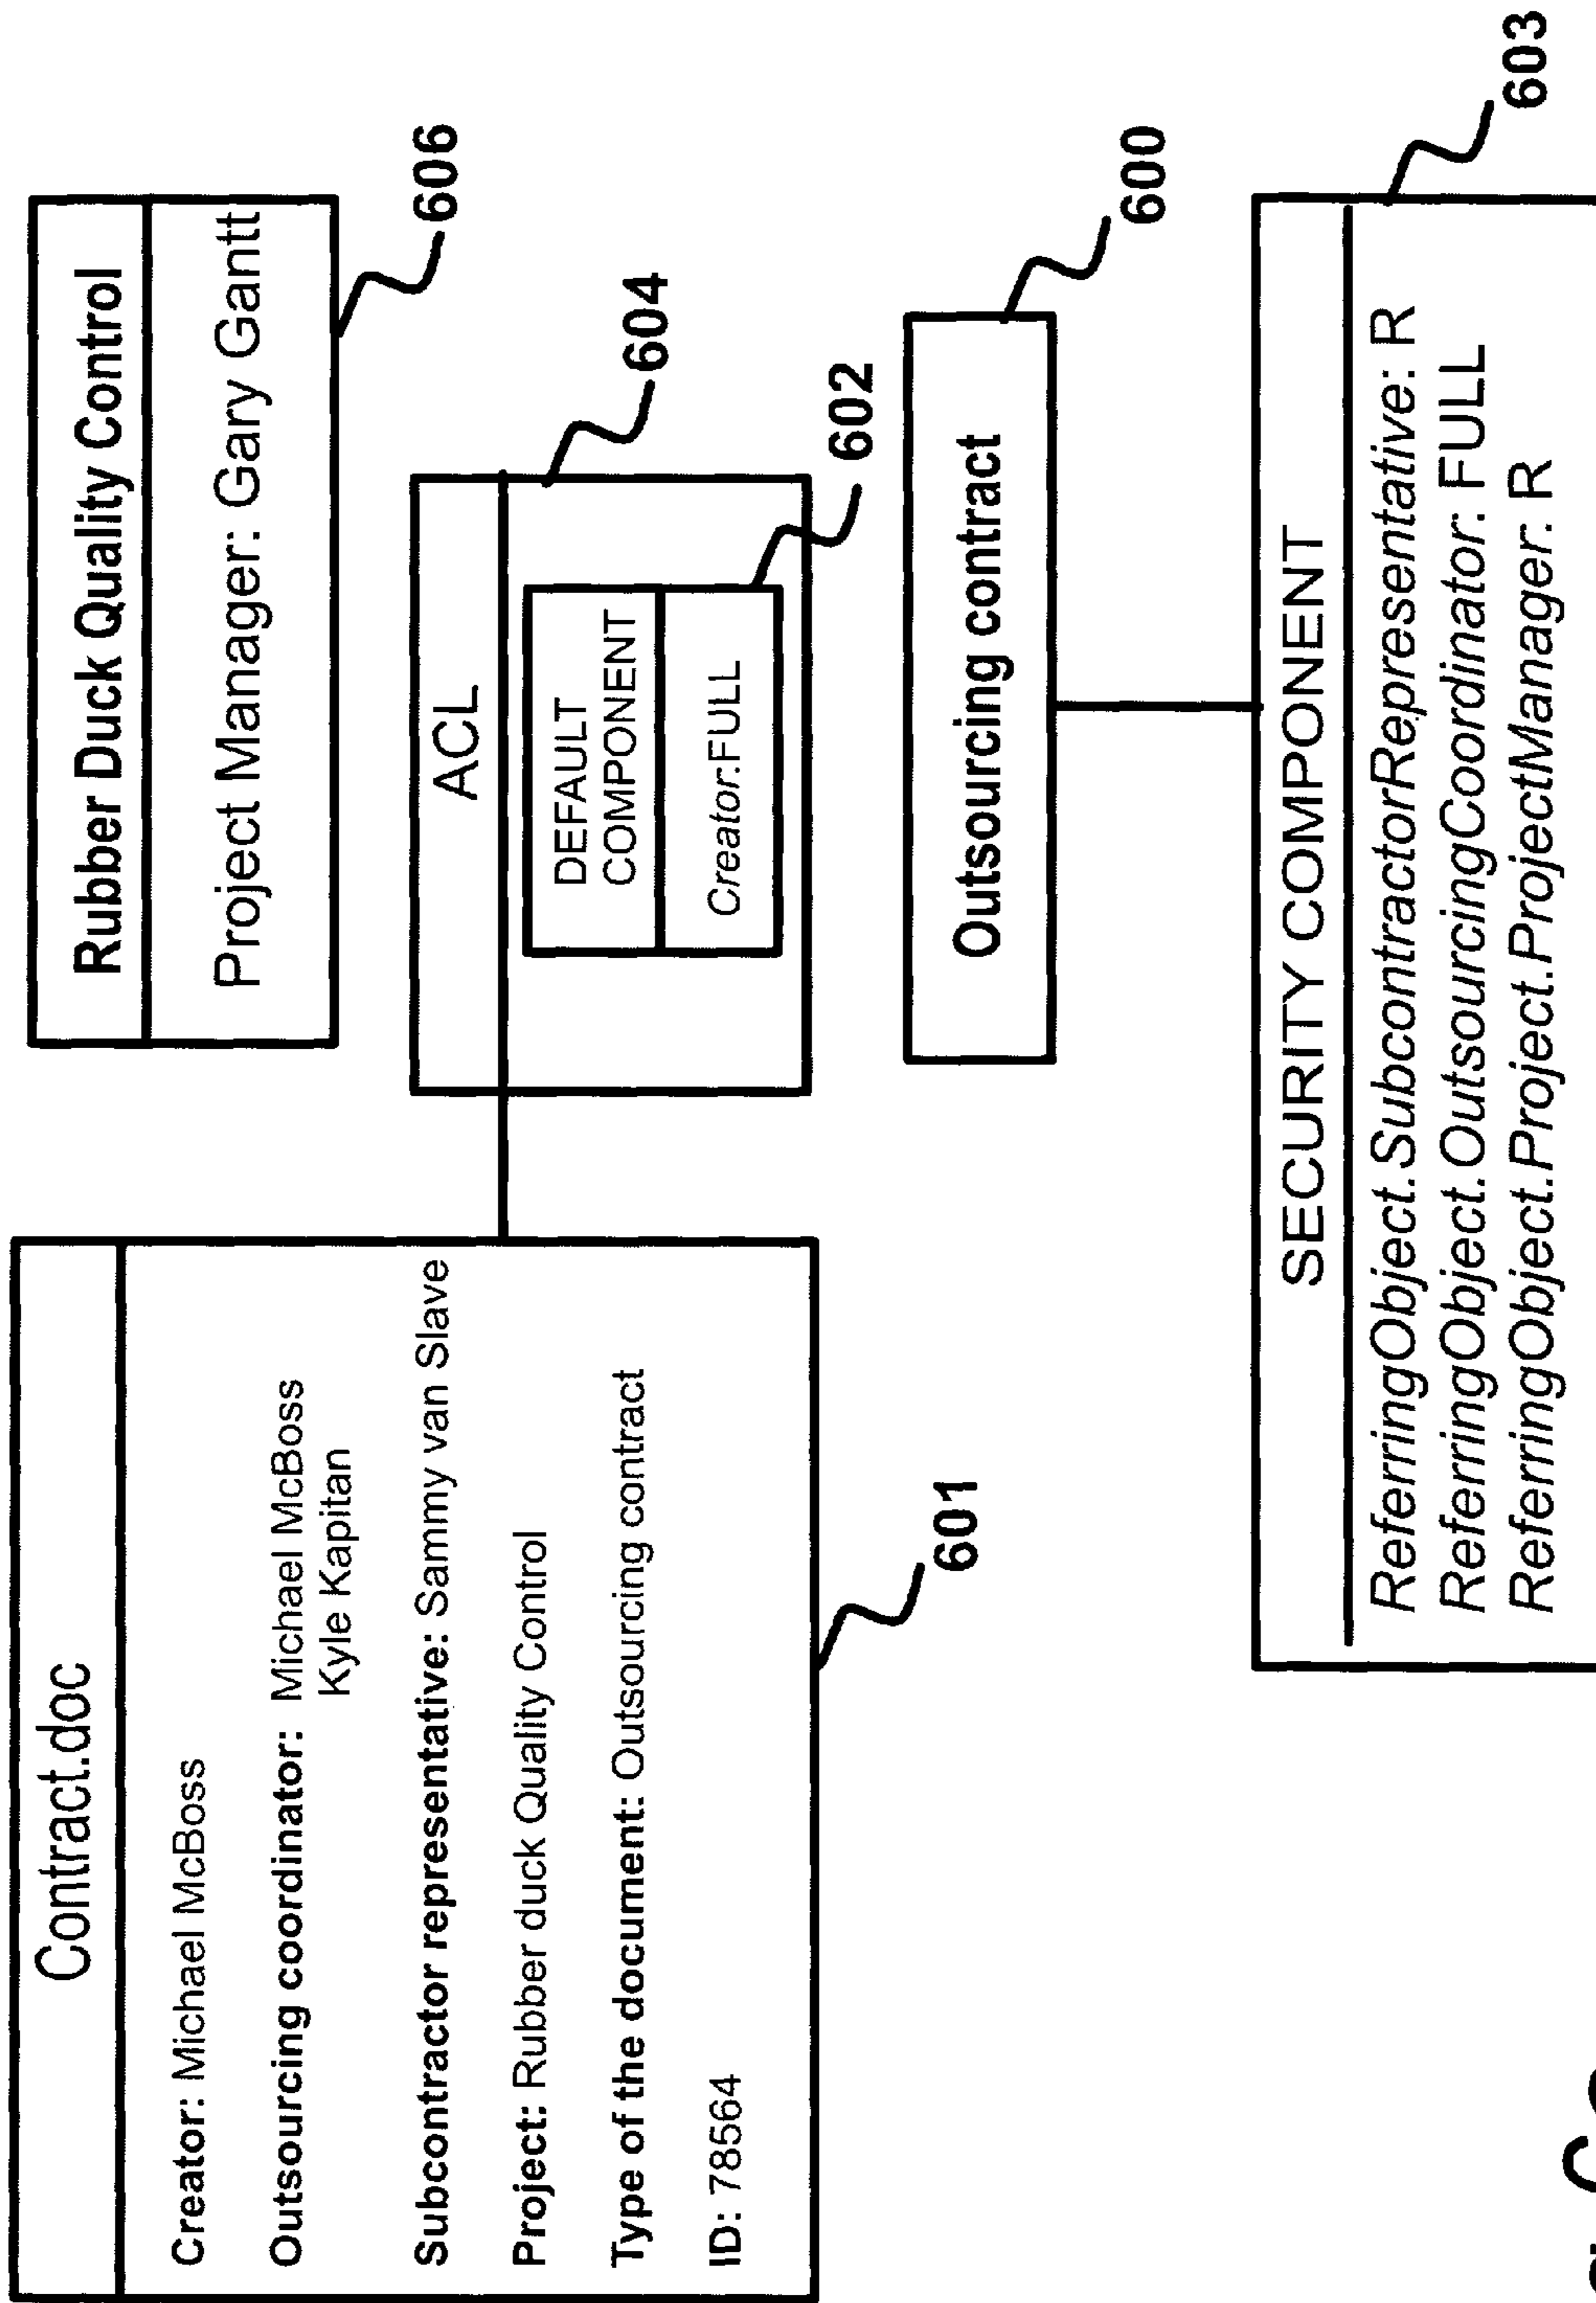 Contract.doc
Creator: Michael McBoss
Outsourcing coordinator: Michael McBoss
Kyle Kapitan
Subcontractor representative: Sammy van Slave
Project: Rubber duck Quality Control
Type of the document: Outsourcing contract
ID: 78564
601
Rubber Duck Quality Control
Project Manager: Gary Gantt
606
ACL
604
DEFAULT
COMPONENT
Creator:FULL
602
Outsourcing contract
600
SECURITY COMPONENT
ReferringObject.SubcontractorRepresentative: R
ReferringObject.OutsourcingCoordinator: FULL
ReferringObject.Project.ProjectManager: R
603